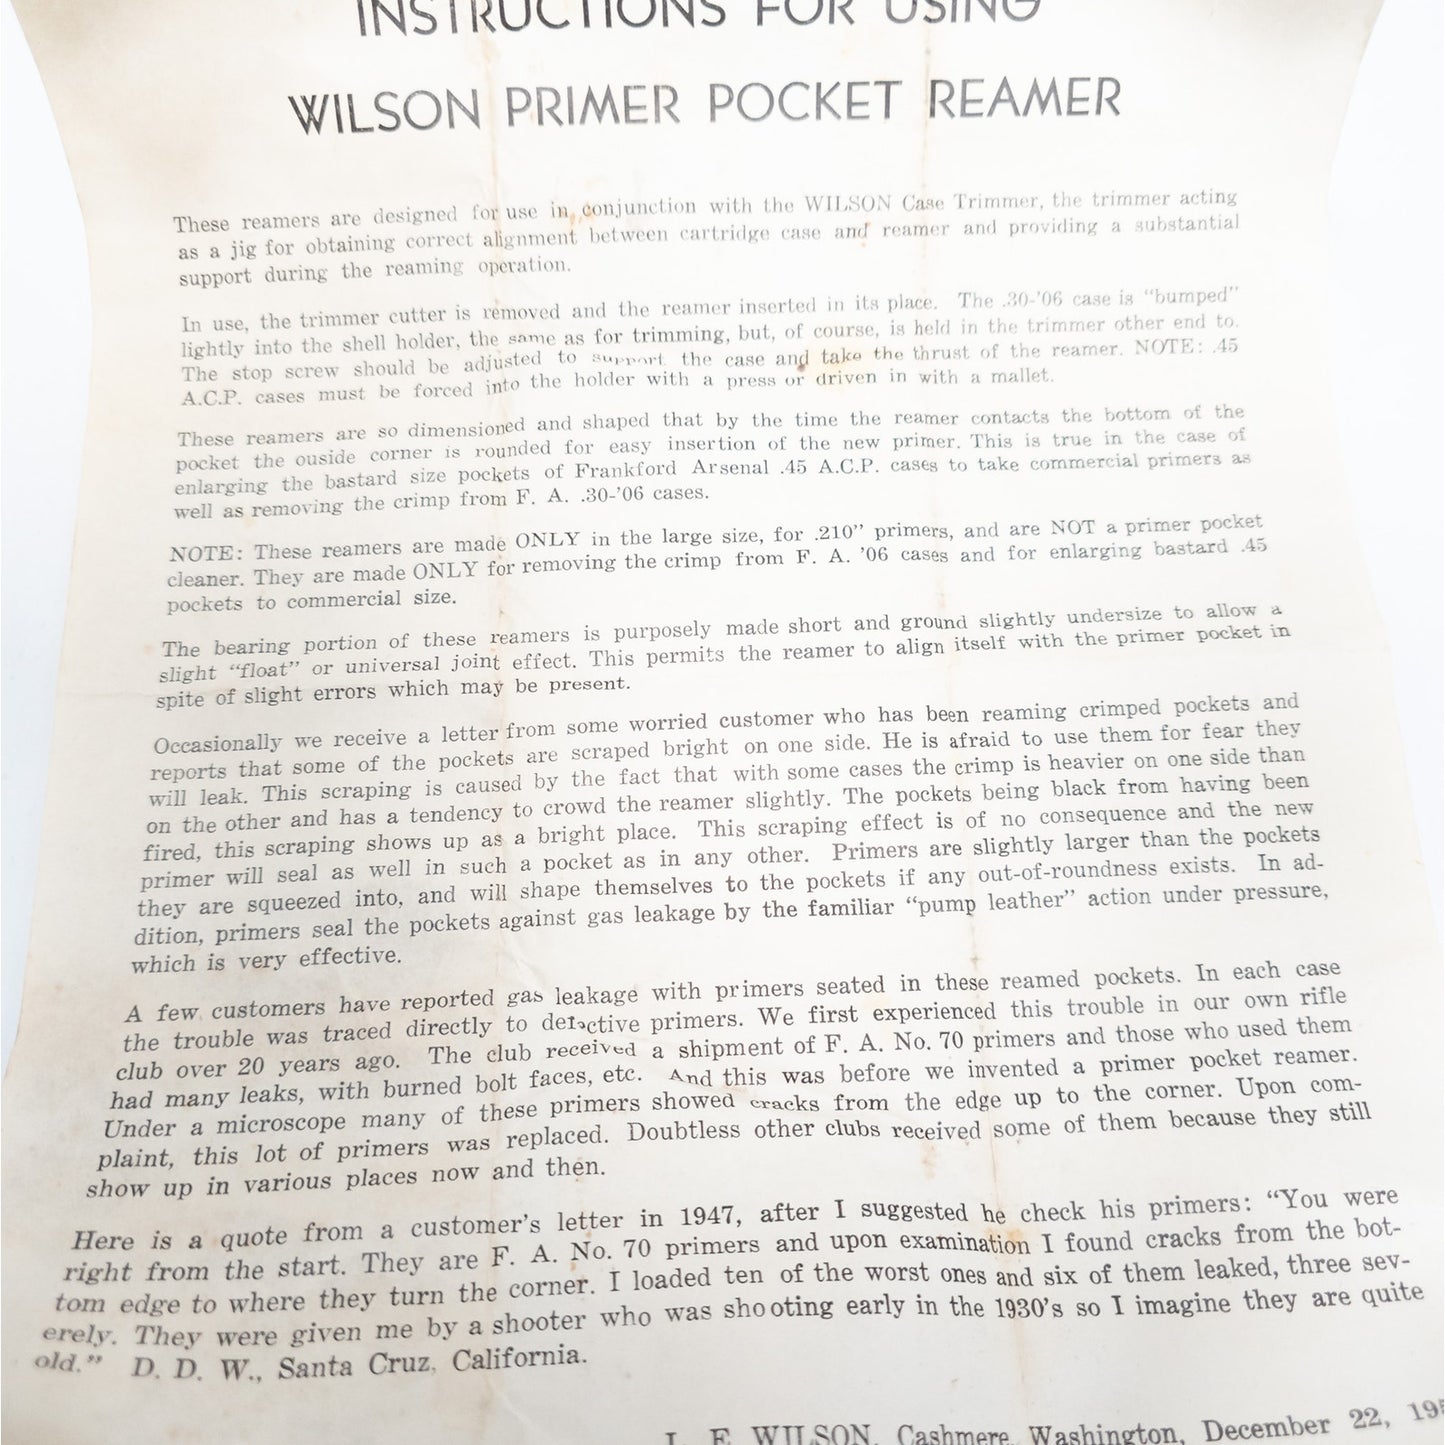 INSTRUCTIONS FOR USING
WILSON PRIMER POCKET REAMER
These reamers are designed for use in conjunction with the WILSON Case Trimmer, the trimmer acting
as a jig for obtaining correct alignment between cartridge case and reamer and providing a substantial
support during the reaming operation.
In use, the trimmer cutter is removed and the reamer inserted in its place. The .30-'06 case is "bumped"
lightly into the shell holder, the same as for trimming, but, of course, is held in the trimmer other end to.
The stop screw should be adjusted to support the case and take the thrust of the reamer. NOTE: .45
A.C.P. cases must be forced into the holder with a press or driven in with a mallet.
These reamers are so dimensioned and shaped that by the time the reamer contacts the bottom of the
pocket the ouside corner is rounded for easy insertion of the new primer. This is true in the case of
enlarging the bastard size pockets of Frankford Arsenal .45 A.C.P. cases to take commercial primers as
well as removing the crimp from F. A. .30-'06 cases.
NOTE: These reamers are made ONLY in the large size, for .210" primers, and are NOT a primer pocket
cleaner. They are made ONLY for removing the crimp from F. A. '06 cases and for enlarging bastard .45
pockets to commercial size.
The bearing portion of these reamers is purposely made short and ground slightly undersize to allow a
slight "float" or universal joint effect. This permits the reamer to align itself with the primer pocket in
spite of slight errors which may be present.
Occasionally we receive a letter from some worried customer who has been reaming crimped pockets and
reports that some of the pockets are scraped bright on one side. He is afraid to use them for fear they
will leak. This scraping is caused by the fact that with some cases the crimp is heavier on one side than
on the other and has a tendency to crowd the reamer slightly. The pockets being black from having been
fired, this scraping shows up as a bright place. This scraping effect is of no consequence and the new
primer will seal as well in such a pocket as in any other. Primers are slightly larger than the pockets
they are squeezed into, and will shape themselves to the pockets if any out-of-roundness exists. In ad-
dition, primers seal the pockets against gas leakage by the familiar "pump leather" action under pressure,
which is very effective.
A few customers have reported gas leakage with primers seated in these reamed pockets. In each case
the trouble was traced directly to defective primers. We first experienced this trouble in our own rifle
club over 20 years ago. The club received a shipment of F. A. No. 70 primers and those who used them
had many leaks, with burned bolt faces, etc. And this was before we invented a primer pocket reamer.
Under a microscope many of these primers showed cracks from the edge up to the corner. Upon com-
plaint, this lot of primers was replaced. Doubtless other clubs received some of them because they still
show up in various places now and then.
Here is a quote from a customer's letter in 1947, after I suggested he check his primers: "You were
right from the start. They are F. A. No. 70 primers and upon examination I found cracks from the bot-
tom edge to where they turn the corner. I loaded ten of the worst ones and six of them leaked, three sev-
erely. They were given me by a shooter who was shooting early in the 1930's so I imagine they are quite
old." D. D. W., Santa Cruz, California.
L. E. WILSON, Cashmere, Washington, December 22,